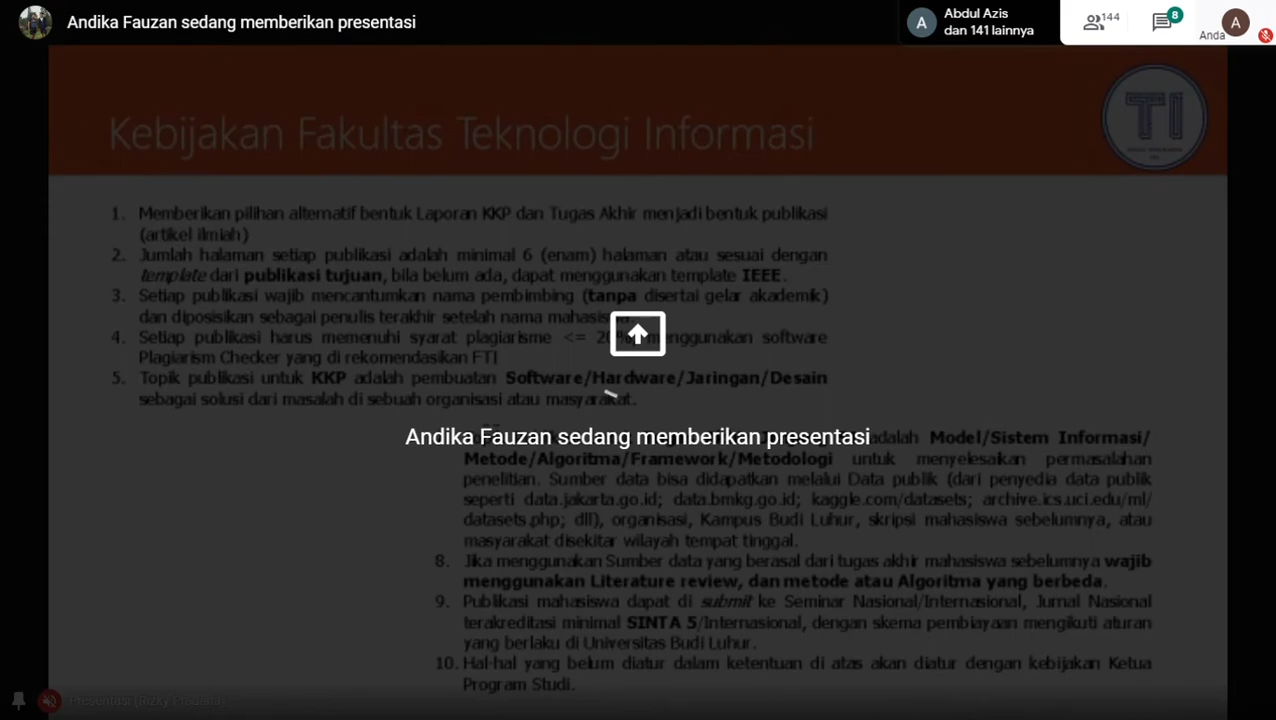 Andika Fauzan sedang memberikan presentasi
A
Abdul Azis
dan 141 lainnya
144
8
A
Anda
Kebijakan Fakultas Teknologi Informasi
TI
1. Memberikan pilihan alternatif bentuk Laporan KKP dan Tugas Akhir menjadi bentuk publikasi
(artikel ilmiah)
2. Jumlah halaman setiap publikasi adalah minimal 6 (enam) halaman atau sesuai dengan
template dari publikasi tujuan, bila belum ada, dapat menggunakan template IEEE.
3. Setiap publikasi wajib mencantumkan nama pembimbing (tanpa disertai gelar akademik)
dan diposisikan sebagai penulis terakhir setelah nama mahasiswa.
4. Setiap publikasi harus memenuhi syarat plagiarisme <= 20% menggunakan software
Plagiarism Checker yang di rekomendasikan FTI
5. Topik publikasi untuk KKP adalah pembuatan Software/Hardware/Jaringan/Desain
sebagai solusi dari masalah di sebuah organisasi atau masyarakat.
Andika Fauzan sedang memberikan presentasi
adalah Model/Sistem Informasi/
Metode/Algoritma/Framework/Metodologi untuk menyelesaikan permasalahan
penelitian. Sumber data bisa didapatkan melalui Data publik (dari penyedia data publik
seperti data.jakarta.go.id; data.bmkg.go.id; kaggle.com/datasets; archive.ics.uci.edu/ml/
datasets.php; dll), organisasi, Kampus Budi Luhur, skripsi mahasiswa sebelumnya, atau
masyarakat disekitar wilayah tempat tinggal.
8. Jika menggunakan Sumber data yang berasal dari tugas akhir mahasiswa sebelumnya wajib
menggunakan Literature review, dan metode atau Algoritma yang berbeda.
9. Publikasi mahasiswa dapat di submit ke Seminar Nasional/Internasional, Jurnal Nasional
terakreditasi minimal SINTA 5/Internasional, dengan skema pembiayaan mengikuti aturan
yang berlaku di Universitas Budi Luhur.
10. Hal-hal yang belum diatur dalam ketentuan di atas akan diatur dengan kebijakan Ketua
Program Studi.
Presentasi (Rizky Pradana)